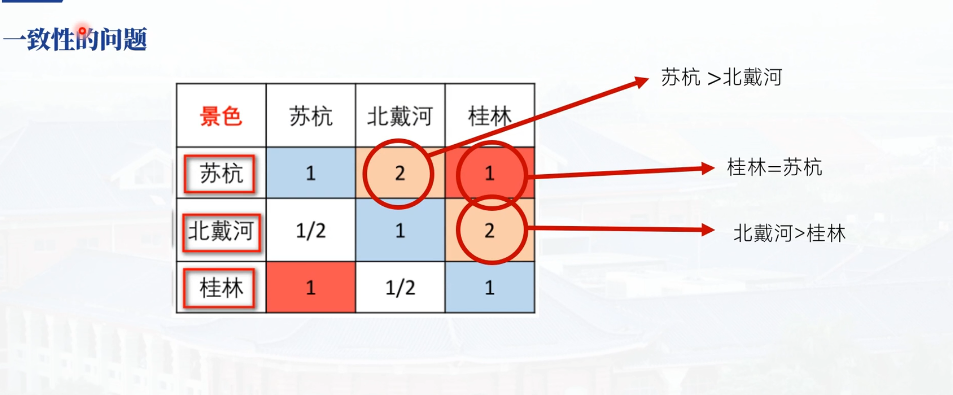 一致性的问题
苏杭 >北戴河
景色 苏杭 北戴河 桂林
苏杭 1 2 1
桂林=苏杭
北戴河 1/2 1 2
北戴河>桂林
桂林 1 1/2 1